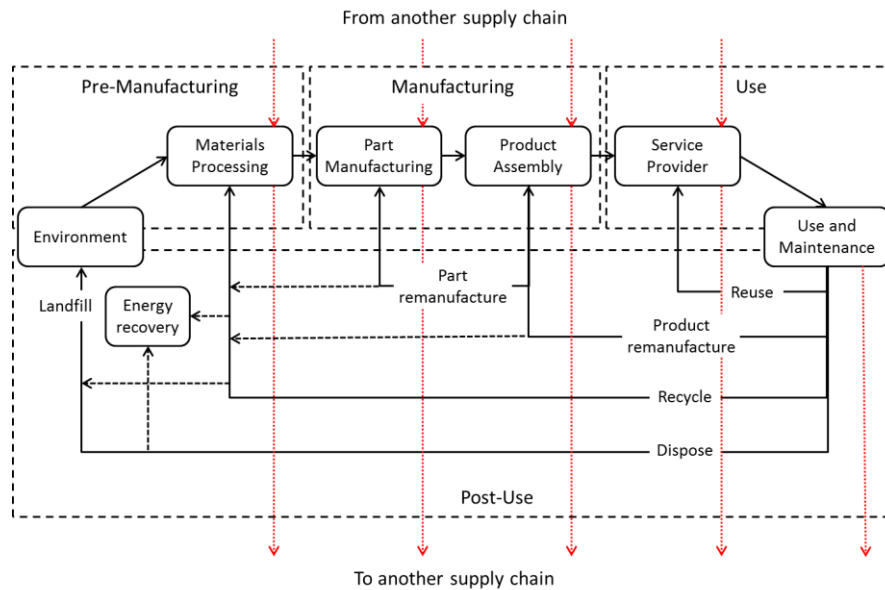 From another supply chain
Pre-Manufacturing
Manufacturing
Use
Materials
Processing
Part
Manufacturing
Product
Assembly
Service
Provider
Environment
Use and
Maintenance
Landfill
Energy
recovery
Part
remanufacture
Reuse
Product
remanufacture
Recycle
Dispose
Post-Use
To another supply chain